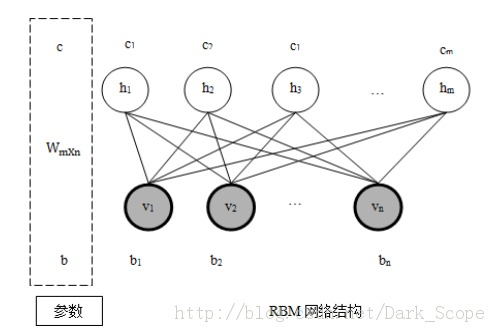 c c₁ c₂ c₁ cₘ
h₁ h₂ h₃ ... hₘ
WmXn
v₁ v₂ ... vₙ
b b₁ b₂ bₙ
参数 RBM 网络结构